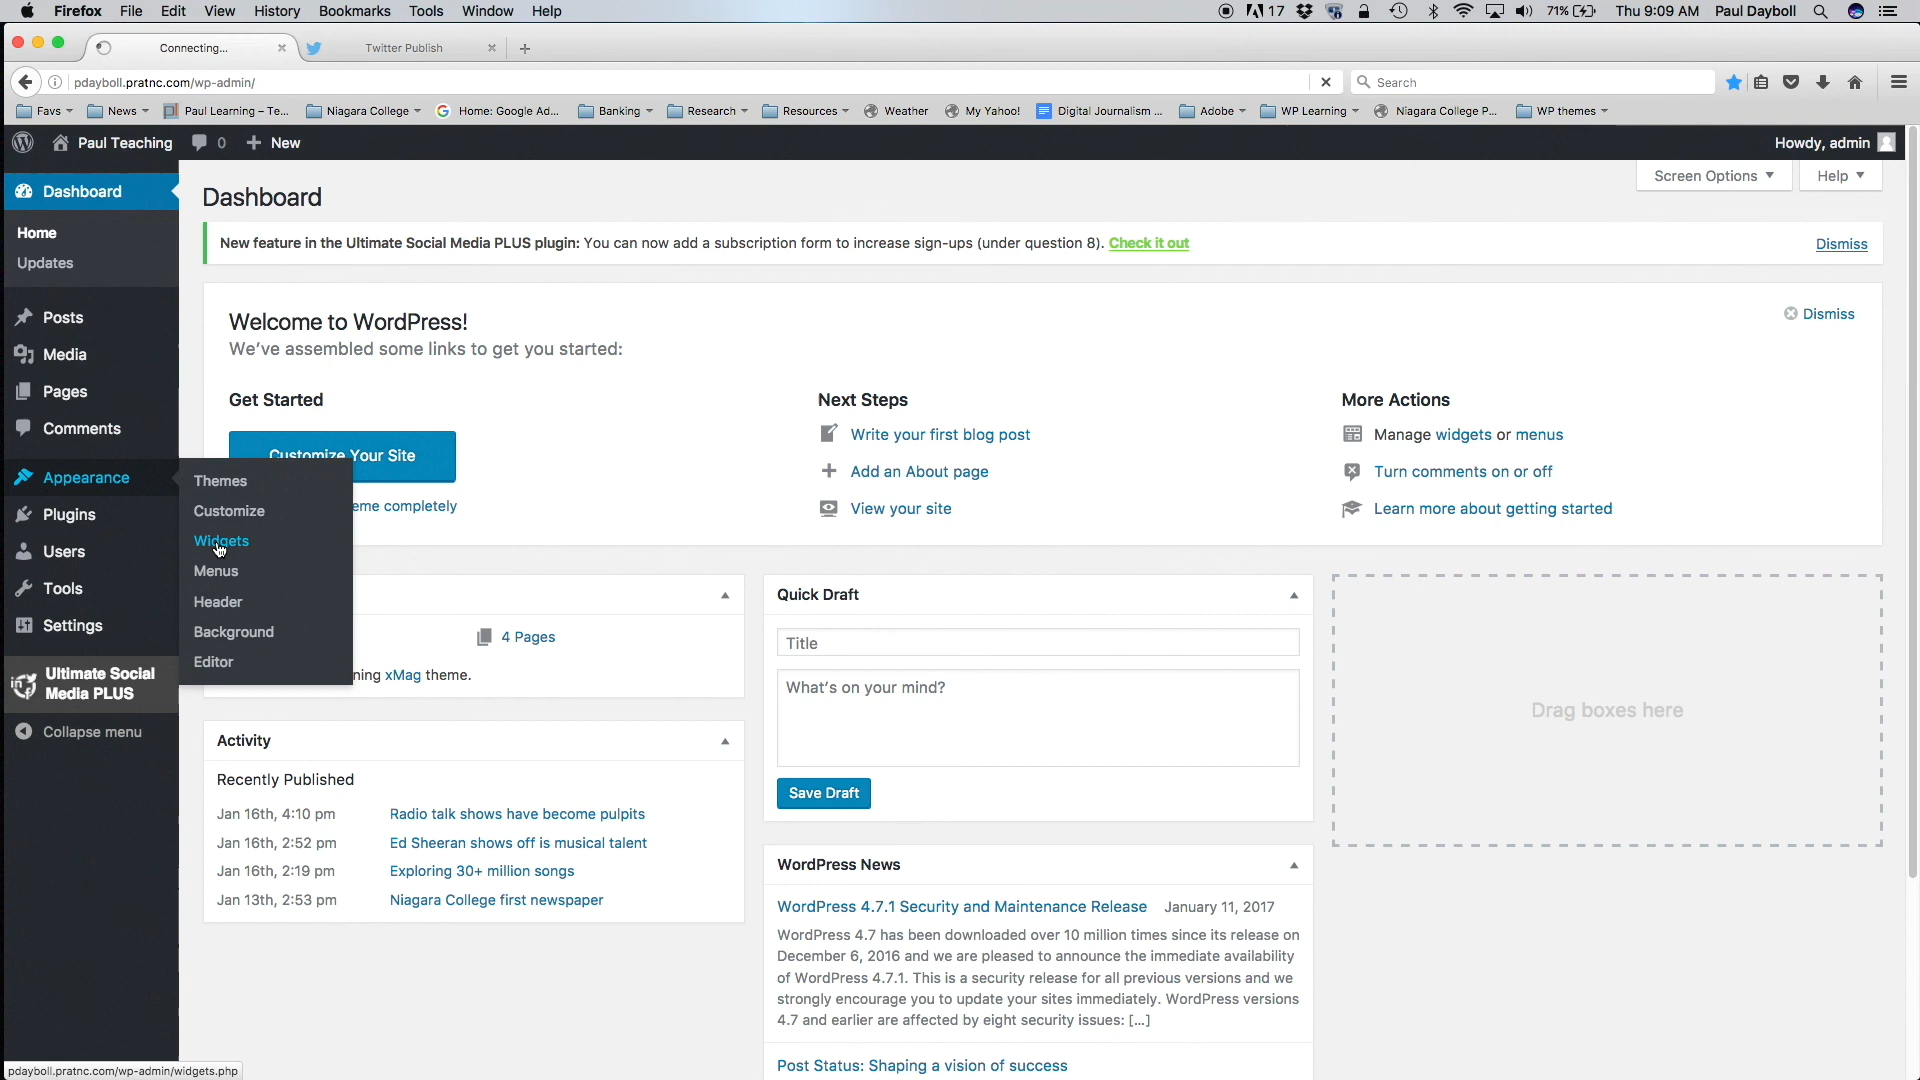 Firefox File Edit View History Bookmarks Tools Window Help 17 71% Thu 9:09 AM Paul Dayboll
Connecting... Twitter Publish
pdayboll.pratnc.com/wp-admin/ Search
Favs News Paul Learning – Te... Niagara College Home: Google Ad... Banking Research Resources Weather My Yahoo! Digital Journalism ... Adobe WP Learning Niagara College P... WP themes
Paul Teaching 0 New Howdy, admin
Screen Options Help
Dashboard
Home
Updates
Posts
Media
Pages
Comments
Appearance
Plugins
Users
Tools
Settings
Ultimate Social
Media PLUS
Collapse menu
Themes
Customize
Widgets
Menus
Header
Background
Editor
Dashboard
New feature in the Ultimate Social Media PLUS plugin: You can now add a subscription form to increase sign-ups (under question 8). Check it out Dismiss
Welcome to WordPress! Dismiss
We've assembled some links to get you started:
Get Started
Customize Your Site
eme completely
Next Steps
Write your first blog post
Add an About page
View your site
More Actions
Manage widgets or menus
Turn comments on or off
Learn more about getting started
4 Pages
ning xMag theme.
Activity
Recently Published
Jan 16th, 4:10 pm Radio talk shows have become pulpits
Jan 16th, 2:52 pm Ed Sheeran shows off is musical talent
Jan 16th, 2:19 pm Exploring 30+ million songs
Jan 13th, 2:53 pm Niagara College first newspaper
Quick Draft
Title
What's on your mind?
Save Draft
WordPress News
WordPress 4.7.1 Security and Maintenance Release January 11, 2017
WordPress 4.7 has been downloaded over 10 million times since its release on
December 6, 2016 and we are pleased to announce the immediate availability
of WordPress 4.7.1. This is a security release for all previous versions and we
strongly encourage you to update your sites immediately. WordPress versions
4.7 and earlier are affected by eight security issues: [...]
Post Status: Shaping a vision of success
Drag boxes here
pdayboll.pratnc.com/wp-admin/widgets.php